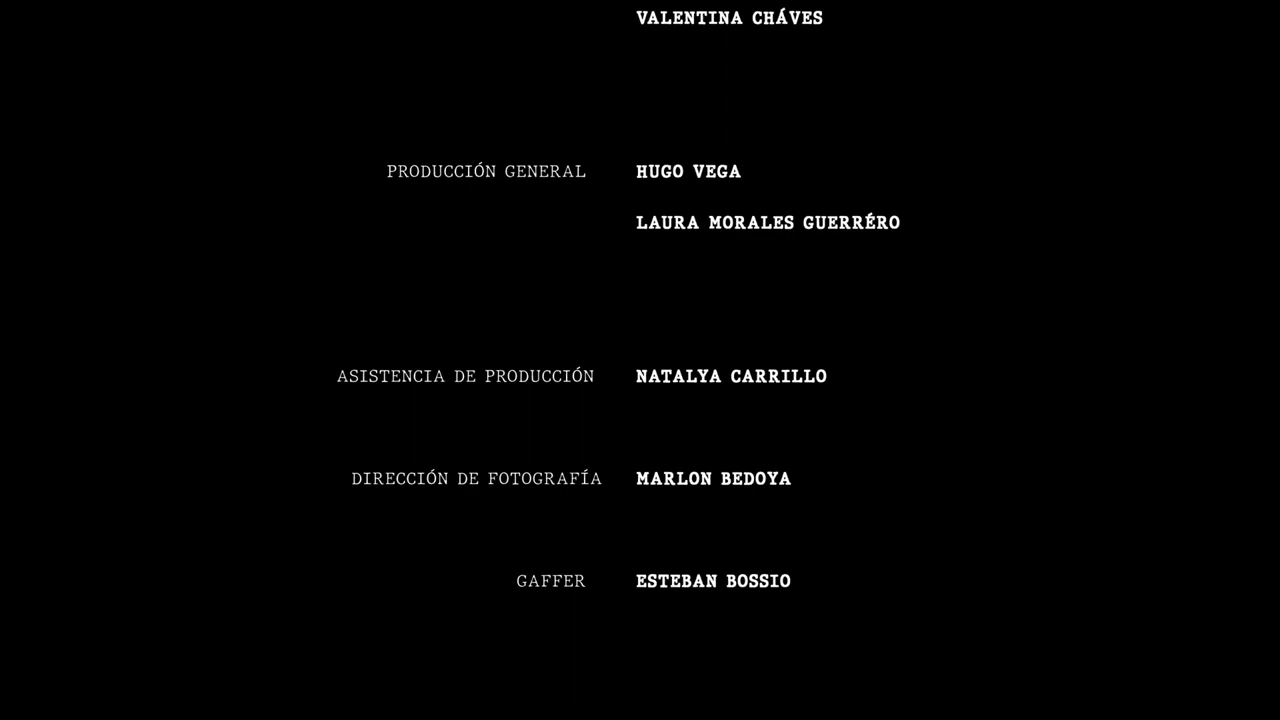 VALENTINA CHÁVES
PRODUCCIÓN GENERAL HUGO VEGA
LAURA MORALES GUERRÉRO
ASISTENCIA DE PRODUCCIÓN NATALYA CARRILLO
DIRECCIÓN DE FOTOGRAFÍA MARLON BEDOYA
GAFFER ESTEBAN BOSSIO